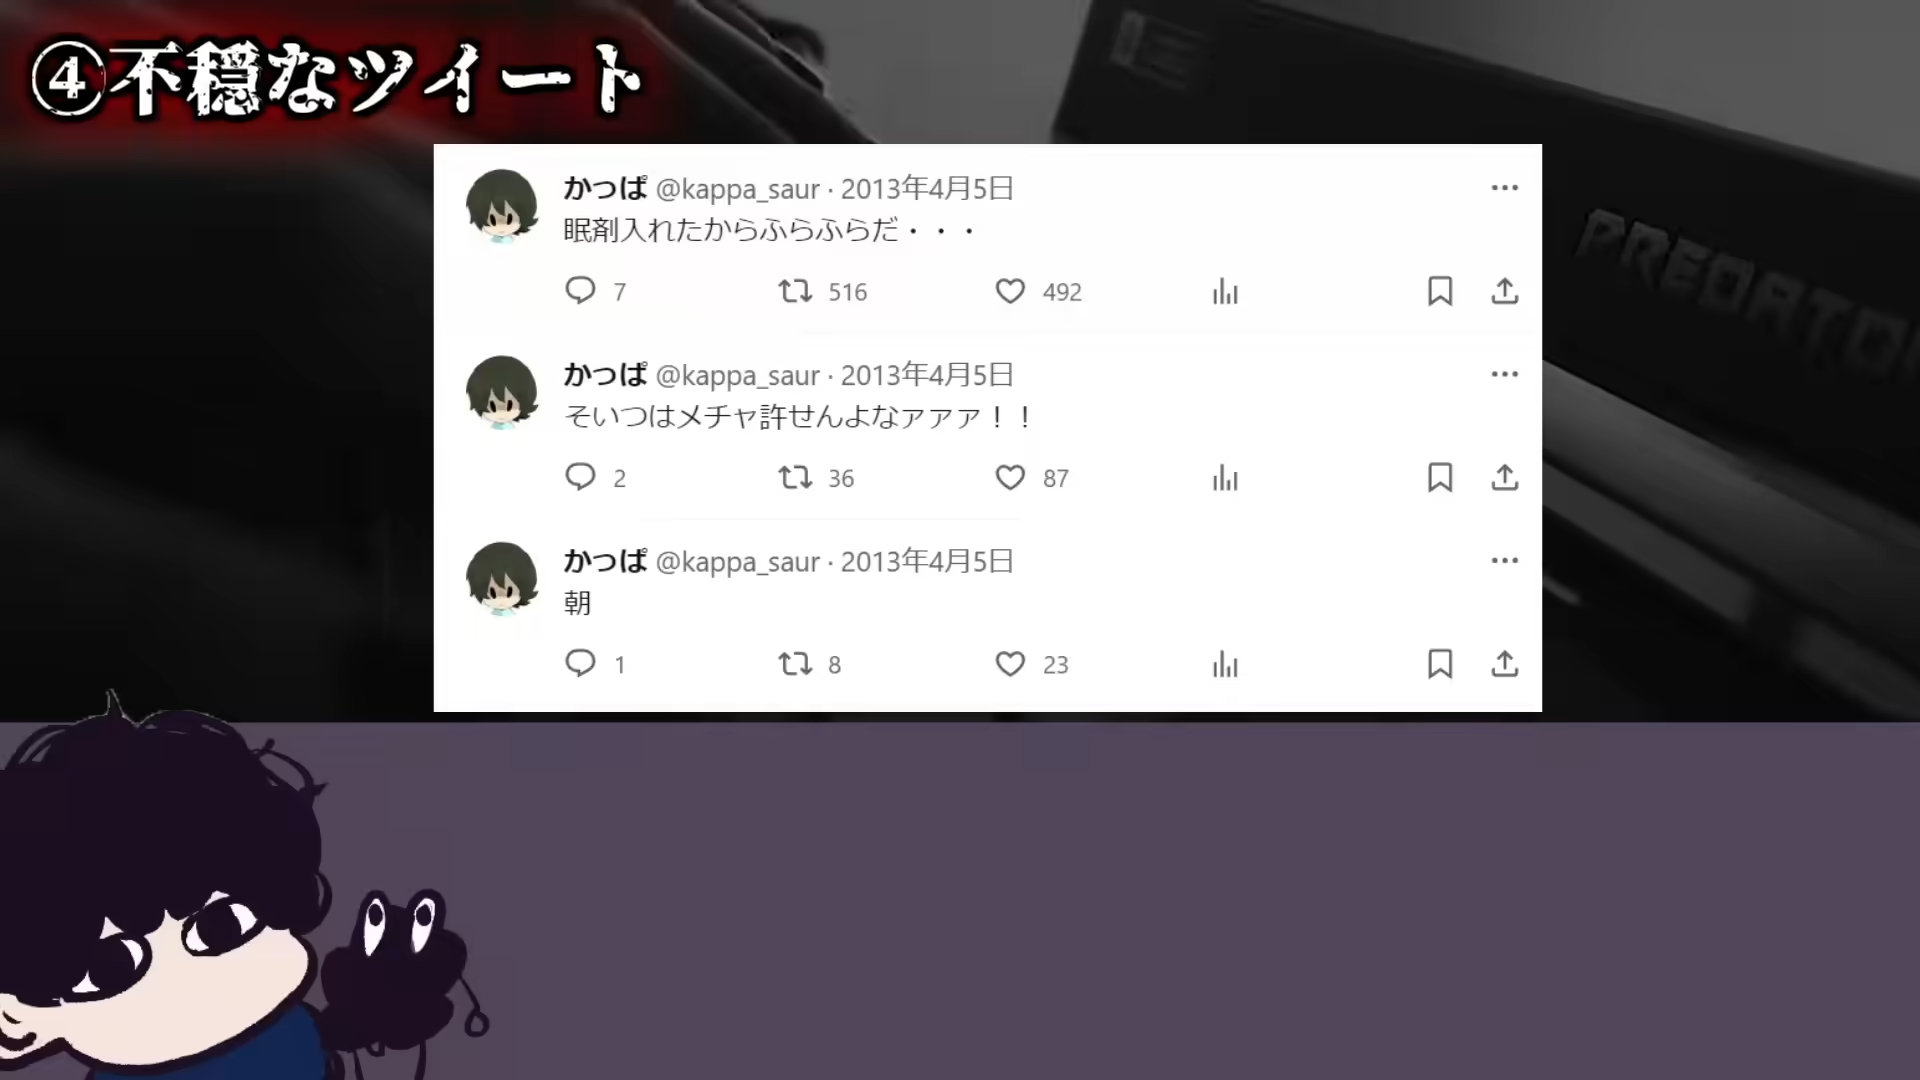 ④不穏なツイート
PREDATO
かっぱ @kappa_saur · 2013年4月5日
眠剤入れたからふらふらだ・・・
7 516 492
かっぱ @kappa_saur · 2013年4月5日
そいつはメチャ許せんよなァァァ！！
2 36 87
かっぱ @kappa_saur · 2013年4月5日
朝
1 8 23